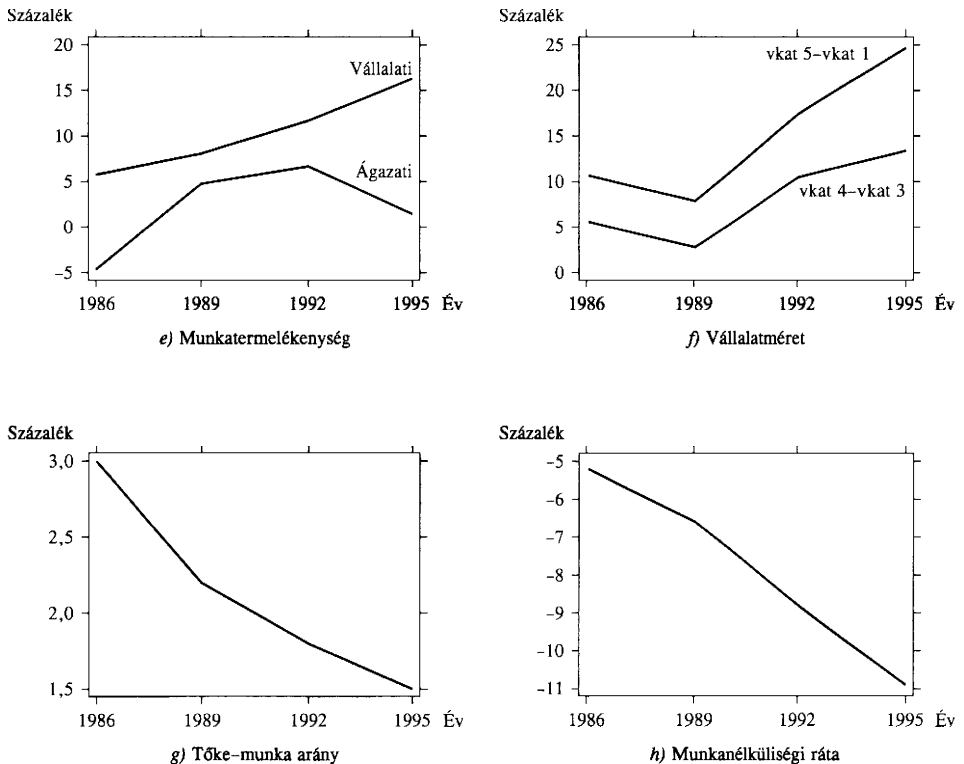 Százalék
20
15
10
5
0
–5
Vállalati
Ágazati
1986 1989 1992 1995 Év
e) Munkatermelékenység
Százalék
25
20
15
10
5
0
vkat 5–vkat 1
vkat 4–vkat 3
1986 1989 1992 1995 Év
f) Vállalatméret
Százalék
3,0
2,5
2,0
1,5
1986 1989 1992 1995 Év
g) Tőke–munka arány
Százalék
–5
–6
–7
–8
–9
–10
–11
1986 1989 1992 1995 Év
h) Munkanélküliségi ráta